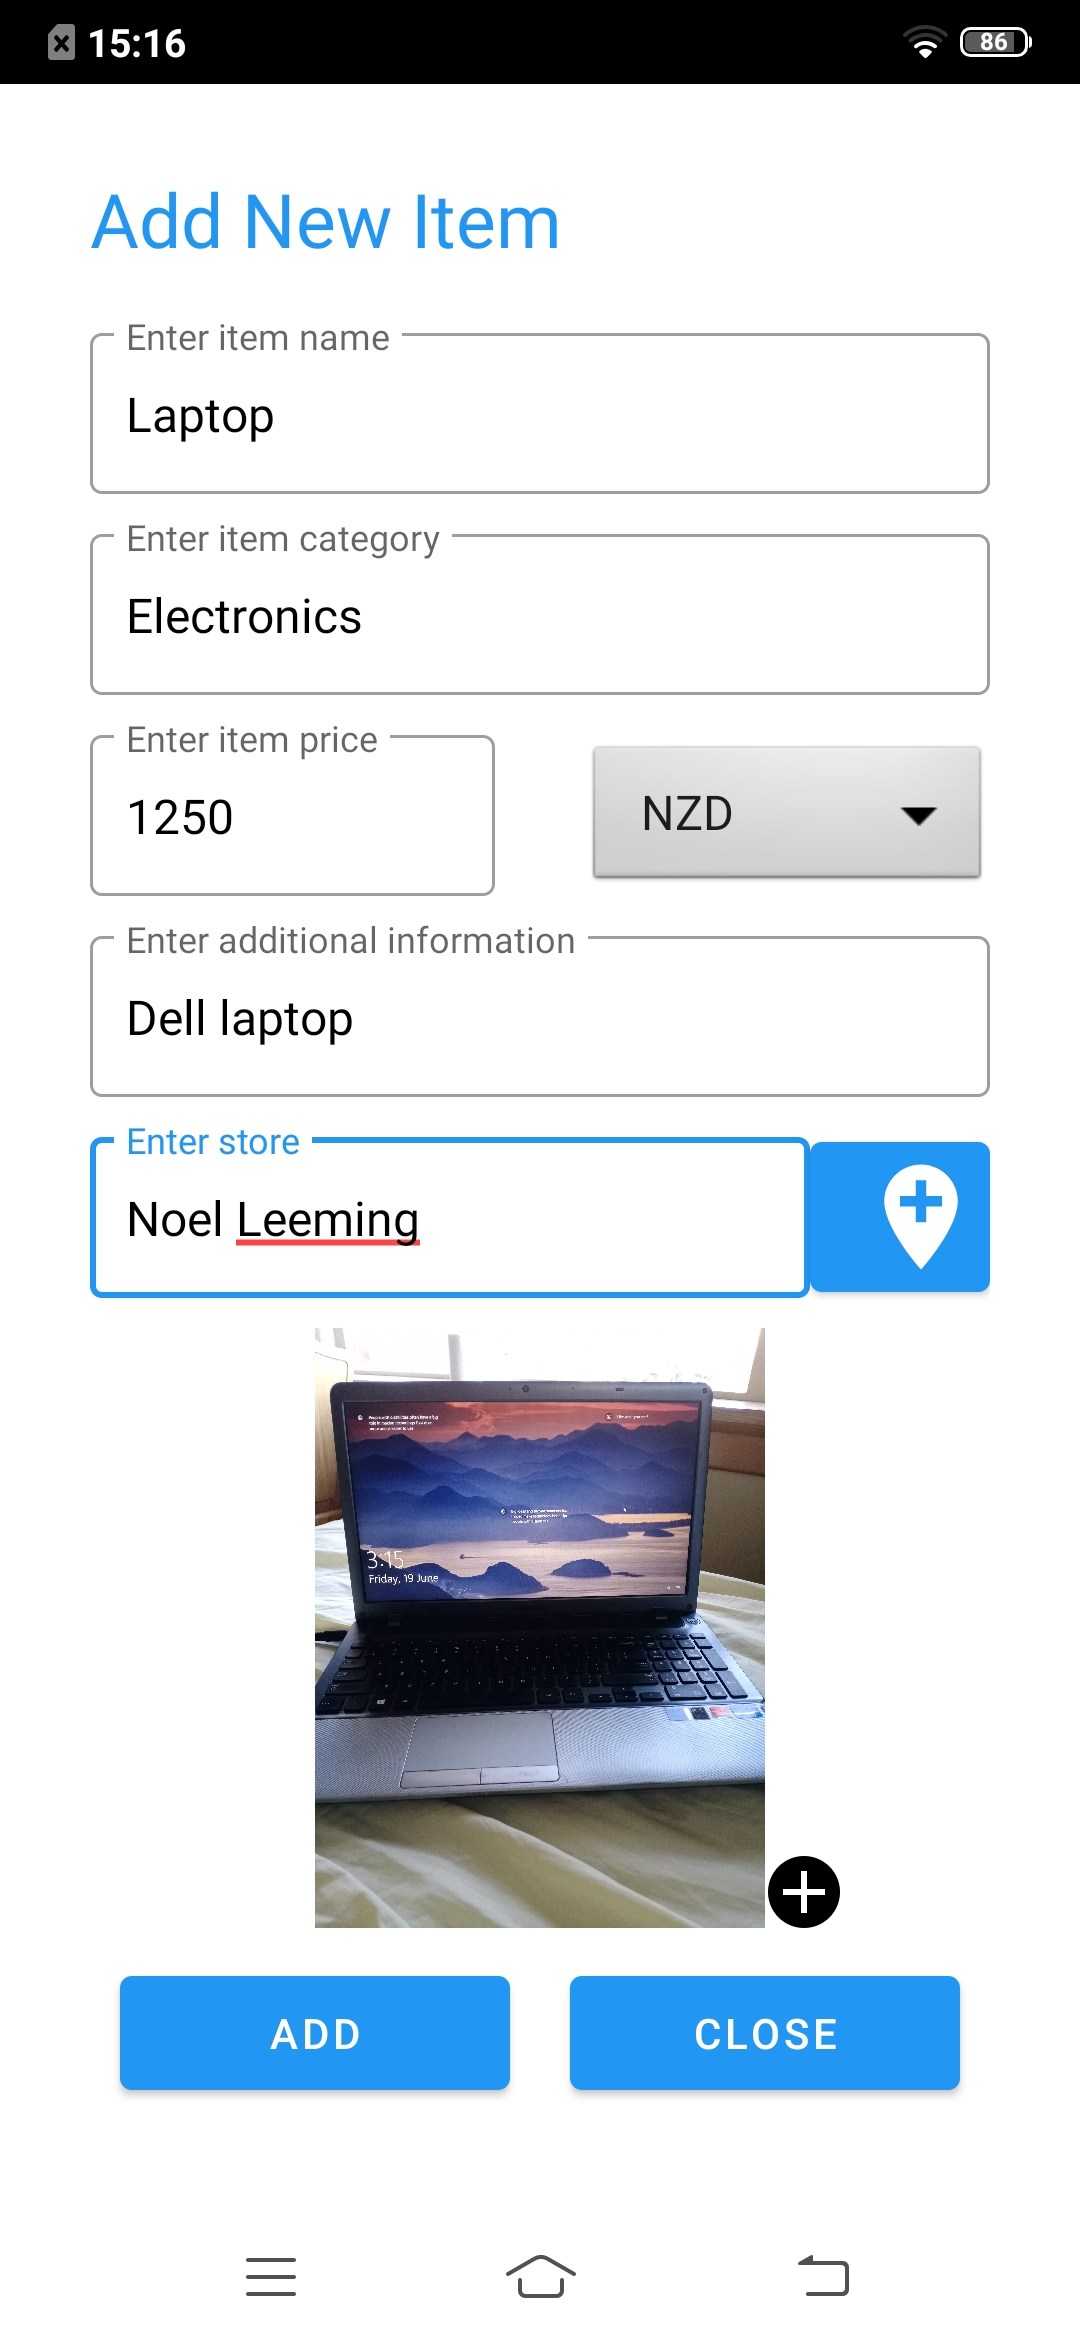 15:16
86
Add New Item
Enter item name
Laptop
Enter item category
Electronics
Enter item price
1250
NZD
Enter additional information
Dell laptop
Enter store
Noel Leeming
3:15
Friday, 19 June
ADD
CLOSE